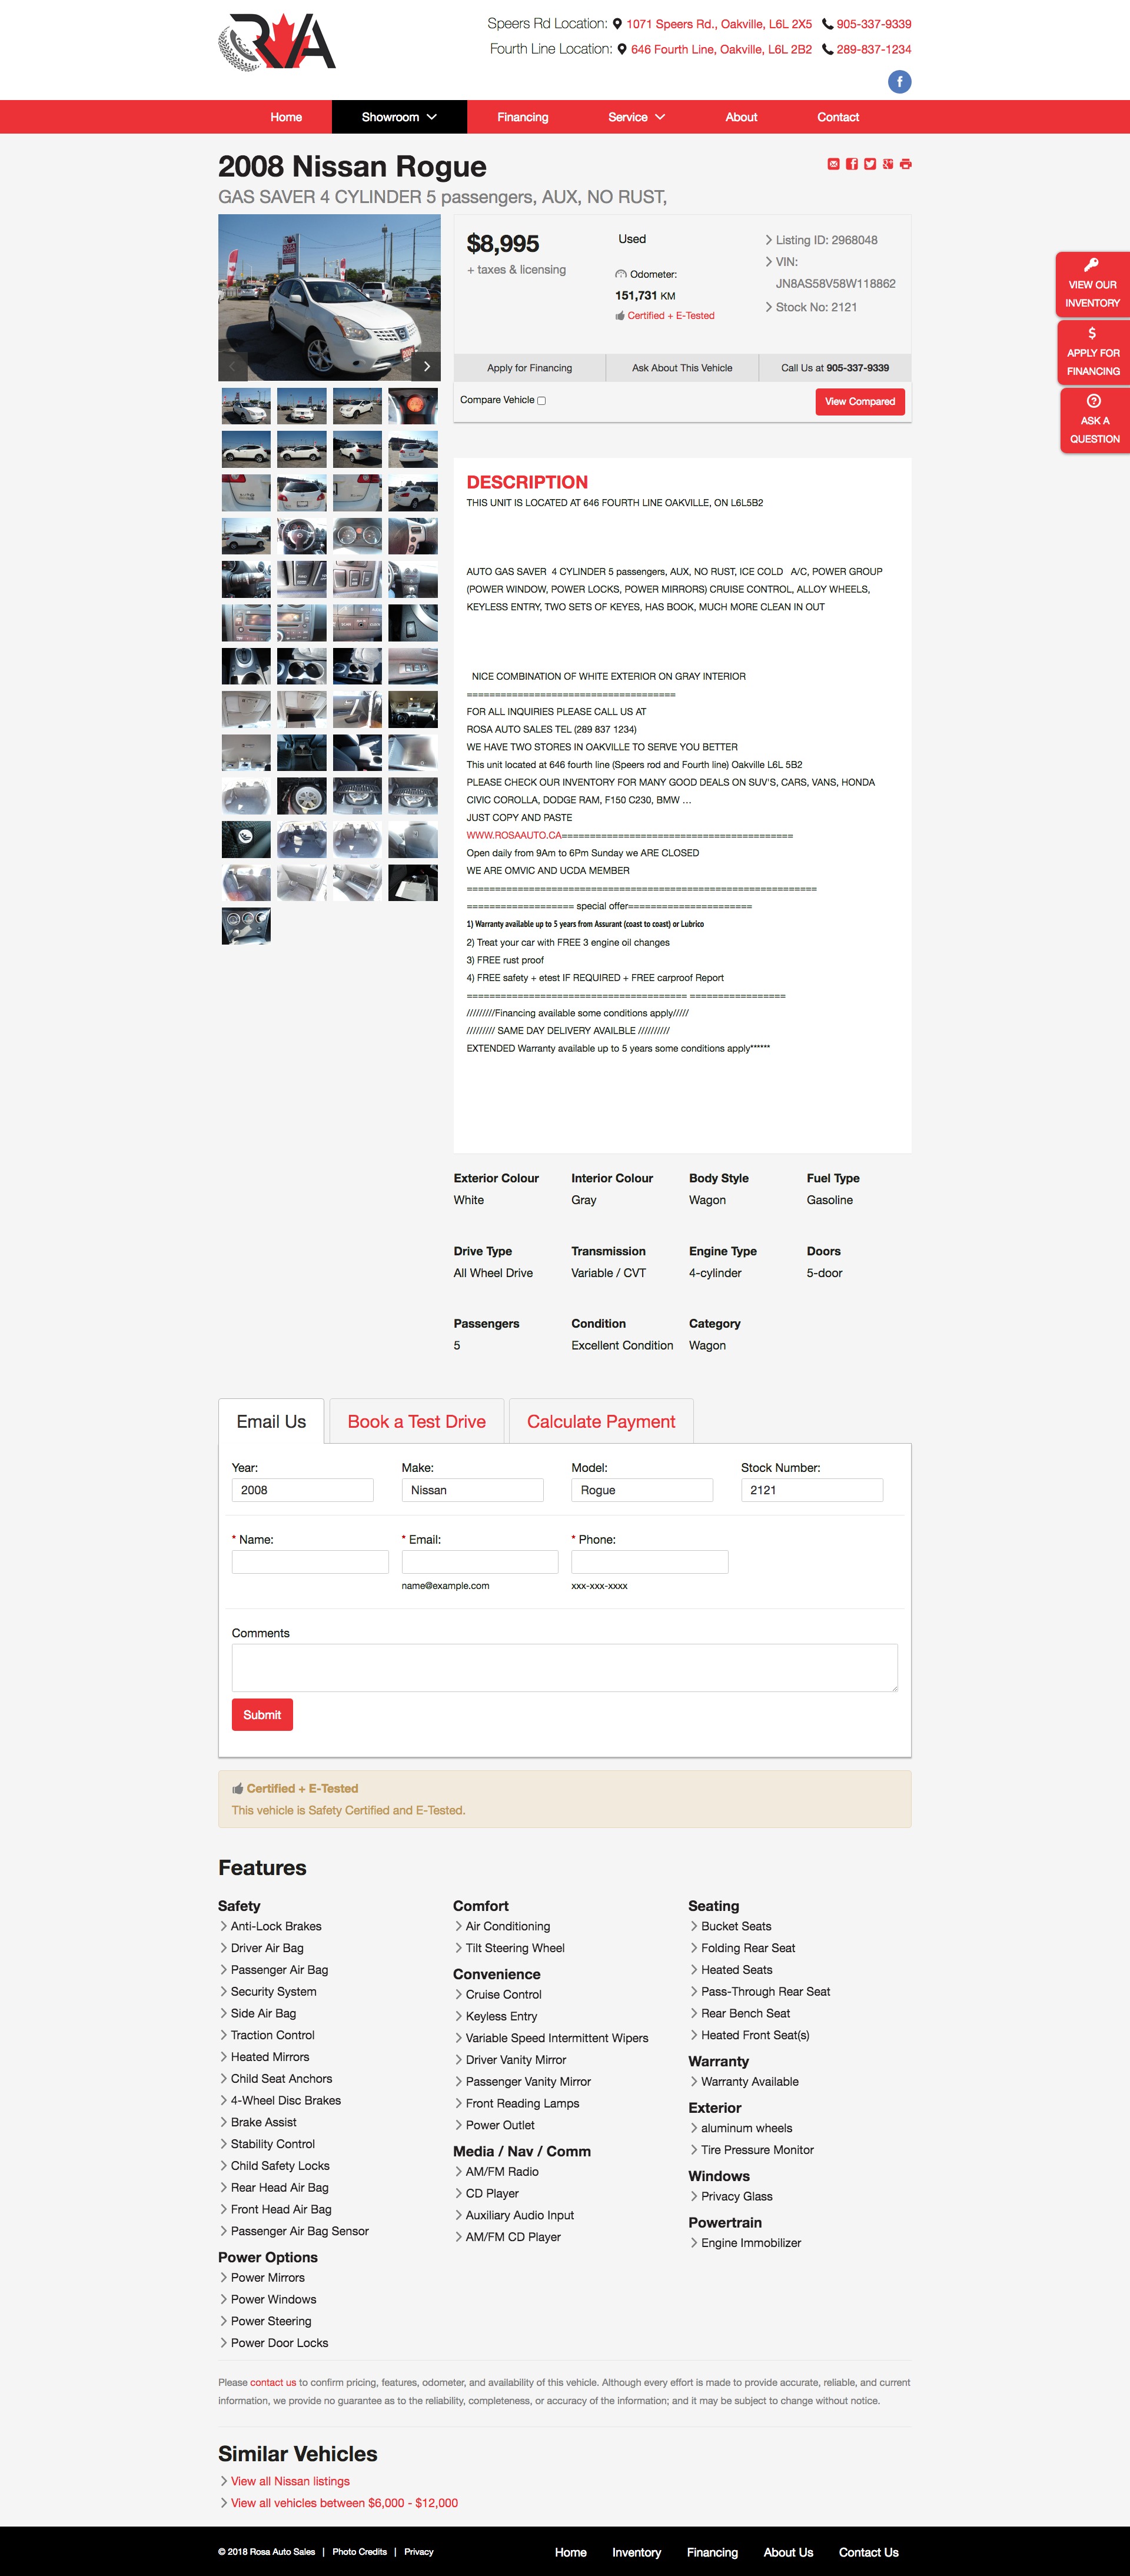 RA
Speers Rd Location: 1071 Speers Rd., Oakville, L6L 2X5 905-337-9339
Fourth Line Location: 646 Fourth Line, Oakville, L6L 2B2 289-837-1234
f
Home Showroom Financing Service About Contact
2008 Nissan Rogue
GAS SAVER 4 CYLINDER 5 passengers, AUX, NO RUST,
$8,995
+ taxes & licensing
Used
Odometer:
151,731 KM
Certified + E-Tested
Listing ID: 2968048
VIN:
JN8AS58V58W118862
Stock No: 2121
Apply for Financing Ask About This Vehicle Call Us at 905-337-9339
Compare Vehicle View Compared
VIEW OUR
INVENTORY
$
APPLY FOR
FINANCING
?
ASK A
QUESTION
DESCRIPTION
THIS UNIT IS LOCATED AT 646 FOURTH LINE OAKVILLE, ON L6L5B2
AUTO GAS SAVER 4 CYLINDER 5 passengers, AUX, NO RUST, ICE COLD A/C, POWER GROUP
(POWER WINDOW, POWER LOCKS, POWER MIRRORS) CRUISE CONTROL, ALLOY WHEELS,
KEYLESS ENTRY, TWO SETS OF KEYES, HAS BOOK, MUCH MORE CLEAN IN OUT
NICE COMBINATION OF WHITE EXTERIOR ON GRAY INTERIOR
=====================================
FOR ALL INQUIRIES PLEASE CALL US AT
ROSA AUTO SALES TEL (289 837 1234)
WE HAVE TWO STORES IN OAKVILLE TO SERVE YOU BETTER
This unit located at 646 fourth line (Speers rod and Fourth line) Oakville L6L 5B2
PLEASE CHECK OUR INVENTORY FOR MANY GOOD DEALS ON SUV'S, CARS, VANS, HONDA
CIVIC COROLLA, DODGE RAM, F150 C230, BMW ...
JUST COPY AND PASTE
WWW.ROSAAUTO.CA=========================================
Open daily from 9Am to 6Pm Sunday we ARE CLOSED
WE ARE OMVIC AND UCDA MEMBER
==============================================================
=================== special offer======================
1) Warranty available up to 5 years from Assurant (coast to coast) or Lubrico
2) Treat your car with FREE 3 engine oil changes
3) FREE rust proof
4) FREE safety + etest IF REQUIRED + FREE carproof Report
======================================= =================
/////////Financing available some conditions apply/////
///////// SAME DAY DELIVERY AVAILBLE //////////
EXTENDED Warranty available up to 5 years some conditions apply******
Exterior Colour Interior Colour Body Style Fuel Type
White Gray Wagon Gasoline
Drive Type Transmission Engine Type Doors
All Wheel Drive Variable / CVT 4-cylinder 5-door
Passengers Condition Category
5 Excellent Condition Wagon
Email Us Book a Test Drive Calculate Payment
Year: Make: Model: Stock Number:
2008 Nissan Rogue 2121
* Name: * Email: * Phone:
name@example.com xxx-xxx-xxxx
Comments
Submit
Certified + E-Tested
This vehicle is Safety Certified and E-Tested.
Features
Safety
Anti-Lock Brakes
Driver Air Bag
Passenger Air Bag
Security System
Side Air Bag
Traction Control
Heated Mirrors
Child Seat Anchors
4-Wheel Disc Brakes
Brake Assist
Stability Control
Child Safety Locks
Rear Head Air Bag
Front Head Air Bag
Passenger Air Bag Sensor
Power Options
Power Mirrors
Power Windows
Power Steering
Power Door Locks
Comfort
Air Conditioning
Tilt Steering Wheel
Convenience
Cruise Control
Keyless Entry
Variable Speed Intermittent Wipers
Driver Vanity Mirror
Passenger Vanity Mirror
Front Reading Lamps
Power Outlet
Media / Nav / Comm
AM/FM Radio
CD Player
Auxiliary Audio Input
AM/FM CD Player
Seating
Bucket Seats
Folding Rear Seat
Heated Seats
Pass-Through Rear Seat
Rear Bench Seat
Heated Front Seat(s)
Warranty
Warranty Available
Exterior
aluminum wheels
Tire Pressure Monitor
Windows
Privacy Glass
Powertrain
Engine Immobilizer
Please contact us to confirm pricing, features, odometer, and availability of this vehicle. Although every effort is made to provide accurate, reliable, and current
information, we provide no guarantee as to the reliability, completeness, or accuracy of the information; and it may be subject to change without notice.
Similar Vehicles
View all Nissan listings
View all vehicles between $6,000 - $12,000
© 2018 Rosa Auto Sales | Photo Credits | Privacy Home Inventory Financing About Us Contact Us